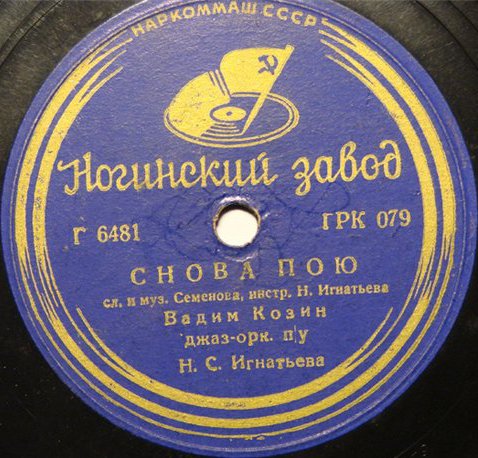 НАРКОММАШ.СССР
Ногинский завод
Г 6481
ГРК 079
СНОВА ПОЮ
сл. и муз. Семенова, инстр. Н. Игнатьева
Вадим Козин
джаз-орк. п/у
Н. С. Игнатьева